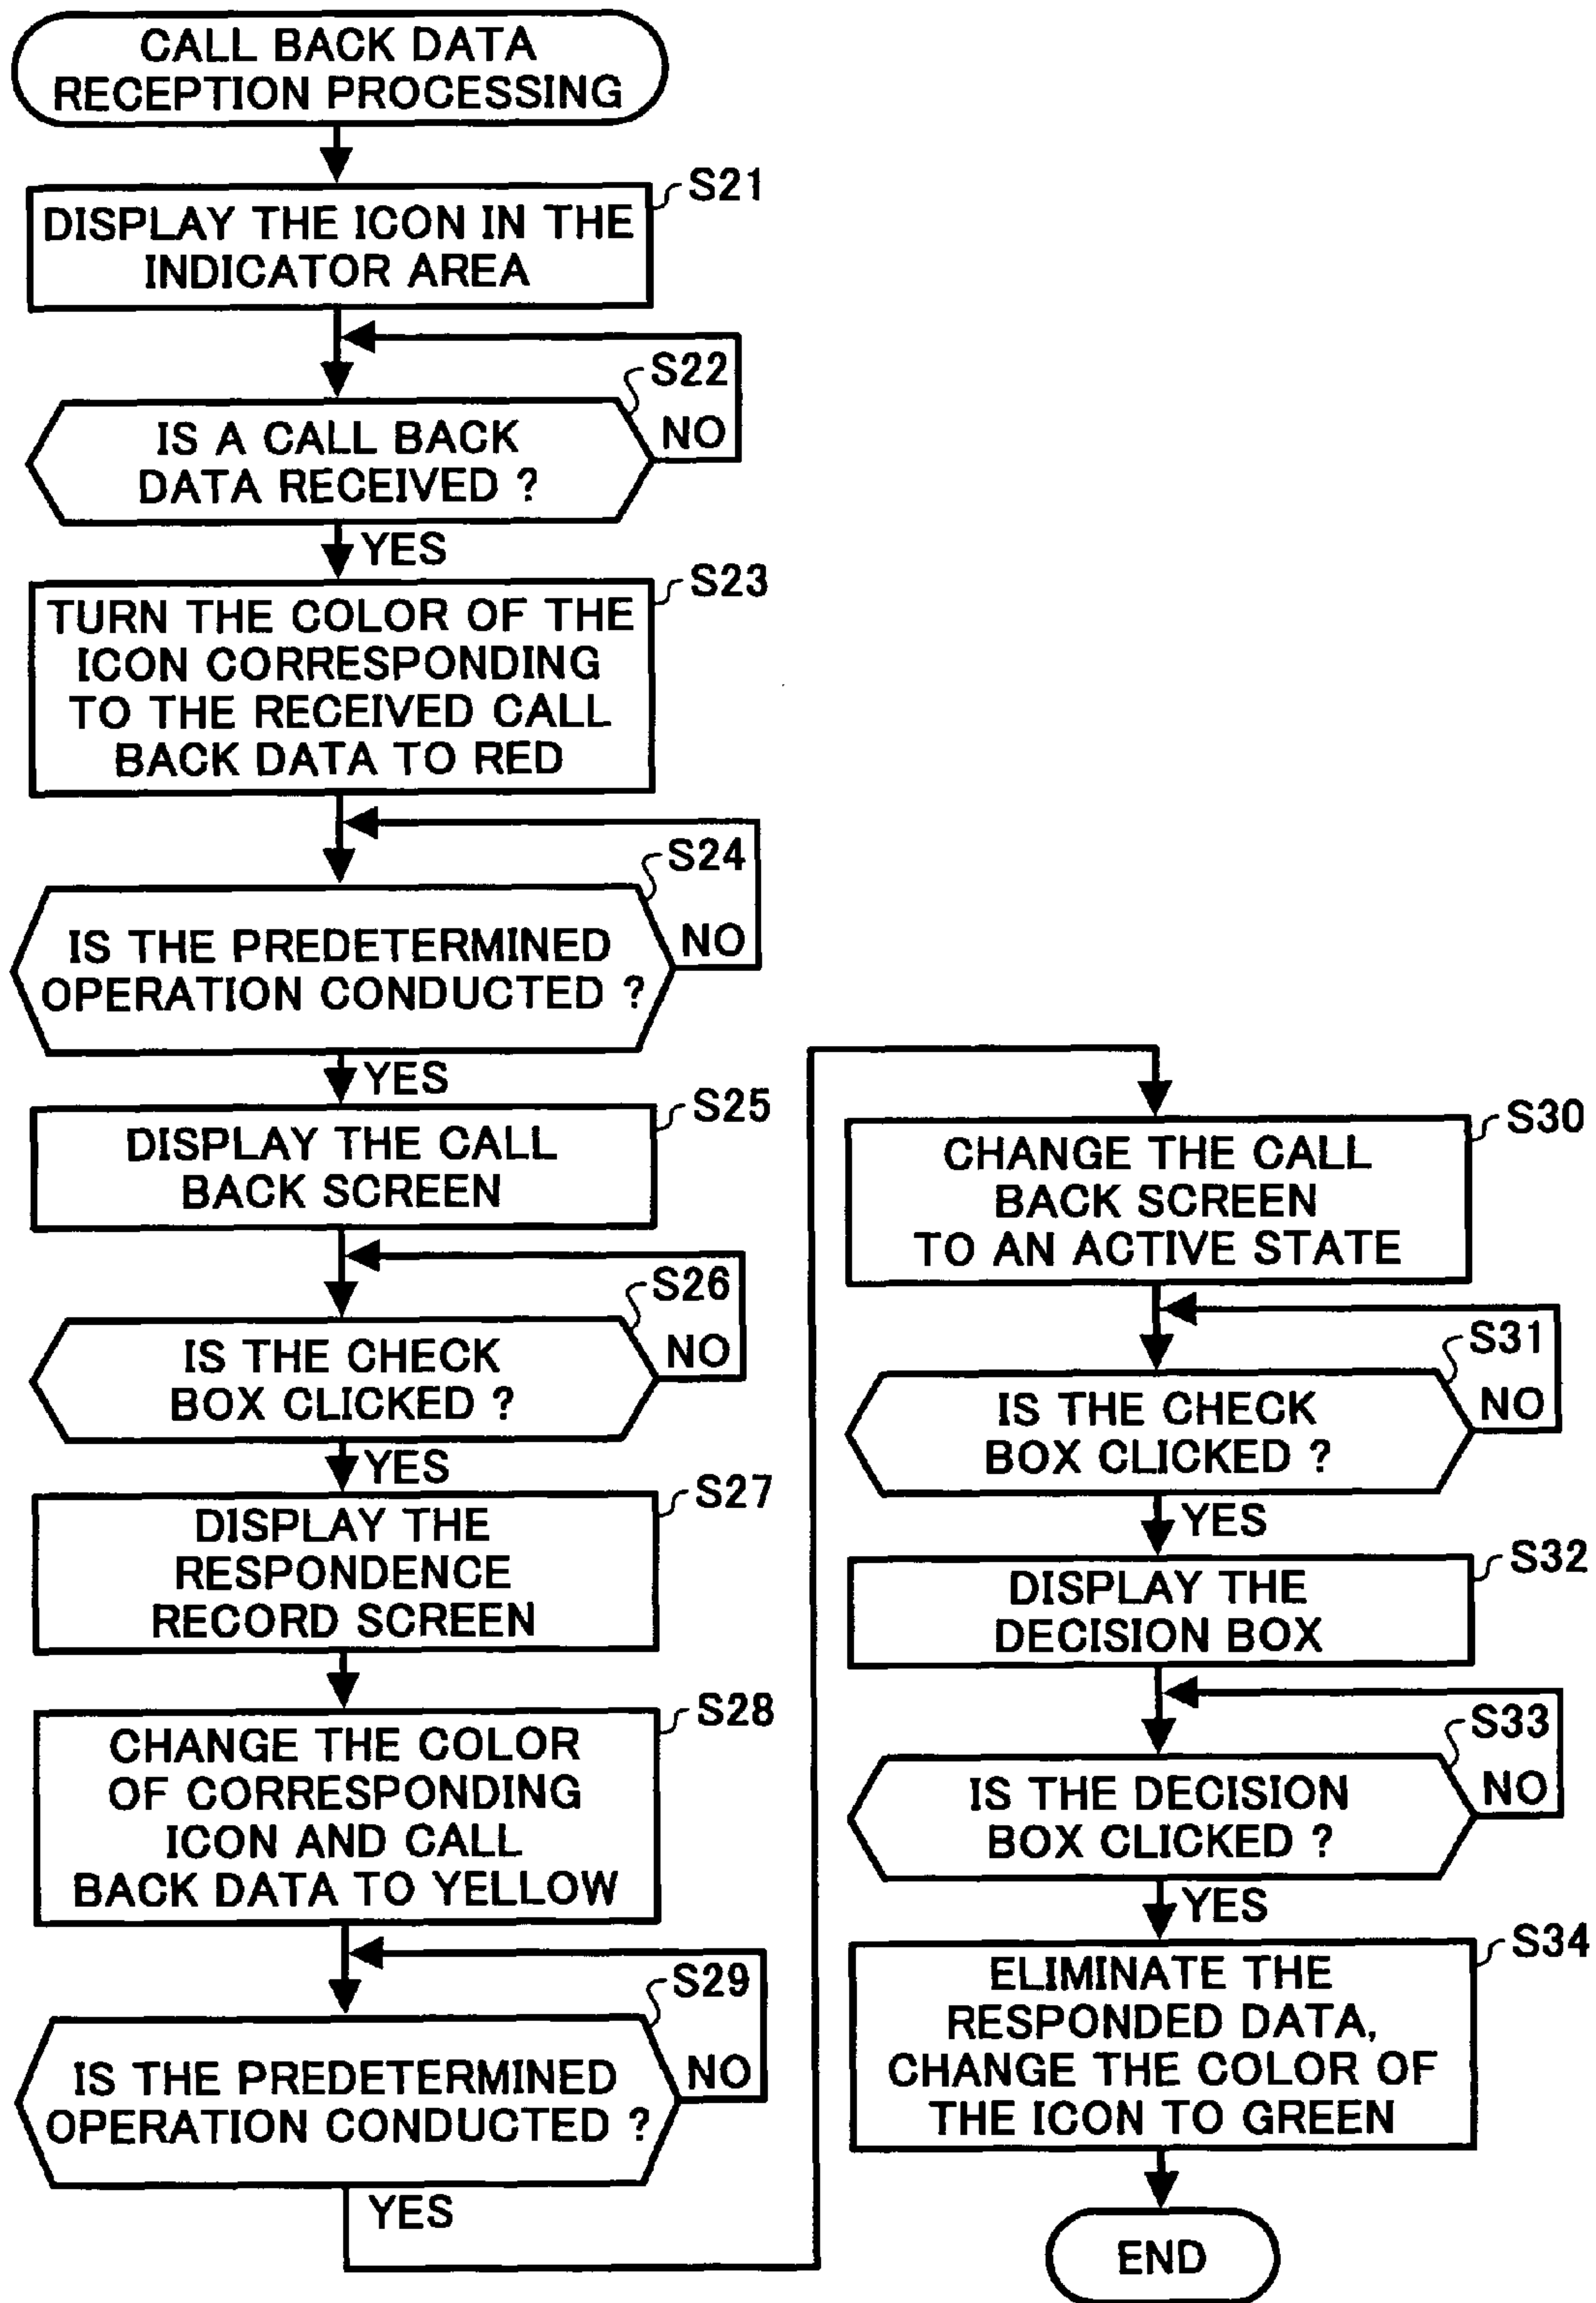 CALL BACK DATA
RECEPTION PROCESSING
S21
DISPLAY THE ICON IN THE
INDICATOR AREA
S22
IS A CALL BACK
DATA RECEIVED ?
NO
YES
S23
TURN THE COLOR OF THE
ICON CORRESPONDING
TO THE RECEIVED CALL
BACK DATA TO RED
S24
IS THE PREDETERMINED
OPERATION CONDUCTED ?
NO
YES
S25
DISPLAY THE CALL
BACK SCREEN
S26
IS THE CHECK
BOX CLICKED ?
NO
YES
S27
DISPLAY THE
RESPONDENCE
RECORD SCREEN
S28
CHANGE THE COLOR
OF CORRESPONDING
ICON AND CALL
BACK DATA TO YELLOW
S29
IS THE PREDETERMINED
OPERATION CONDUCTED ?
NO
YES
S30
CHANGE THE CALL
BACK SCREEN
TO AN ACTIVE STATE
S31
IS THE CHECK
BOX CLICKED ?
NO
YES
S32
DISPLAY THE
DECISION BOX
S33
IS THE DECISION
BOX CLICKED ?
NO
YES
S34
ELIMINATE THE
RESPONDED DATA,
CHANGE THE COLOR OF
THE ICON TO GREEN
END